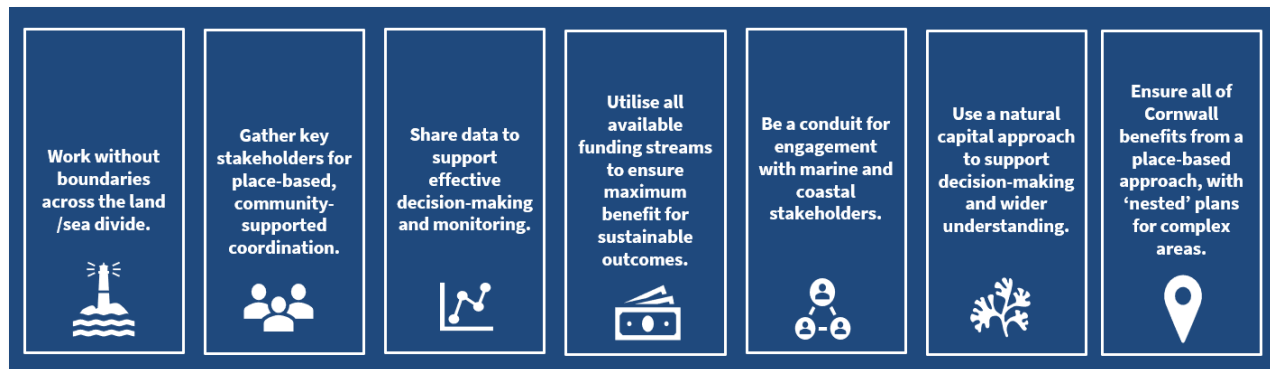 Work without
boundaries
across the land
/sea divide.
Gather key
stakeholders for
place-based,
community-
supported
coordination.
Share data to
support
effective
decision-making
and monitoring.
Utilise all
available
funding streams
to ensure
maximum
benefit for
sustainable
outcomes.
Be a conduit for
engagement
with marine and
coastal
stakeholders.
Use a natural
capital approach
to support
decision-making
and wider
understanding.
Ensure all of
Cornwall
benefits from a
place-based
approach, with
‘nested’ plans
for complex
areas.